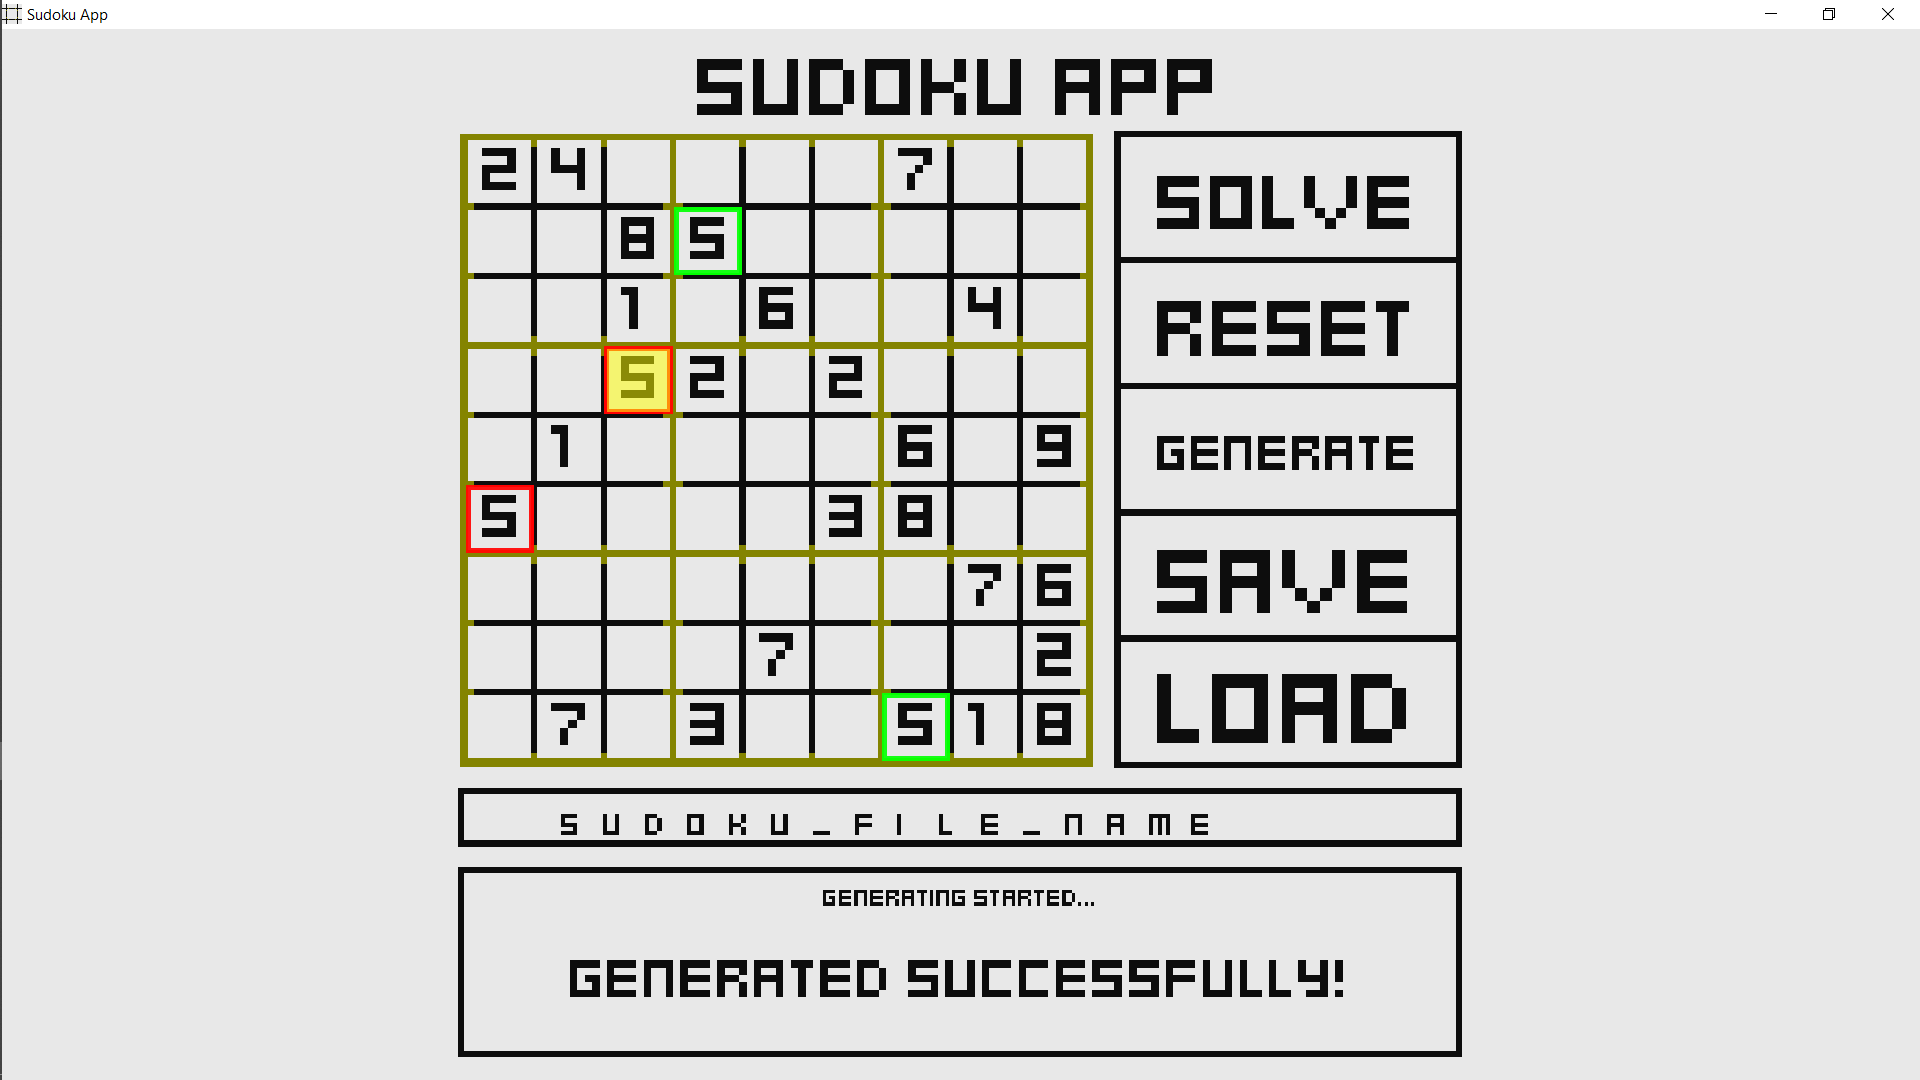 Sudoku App
SUDOKU APP
2 4 7
8 5
1 6 4
5 2 2
1 6 9
5 3 8
7 6
7 2
7 3 5 1 8
SOLVE
RESET
GENERATE
SAVE
LOAD
SUDOKU_FILE_NAME
GENERATING STARTED...
GENERATED SUCCESSFULLY!